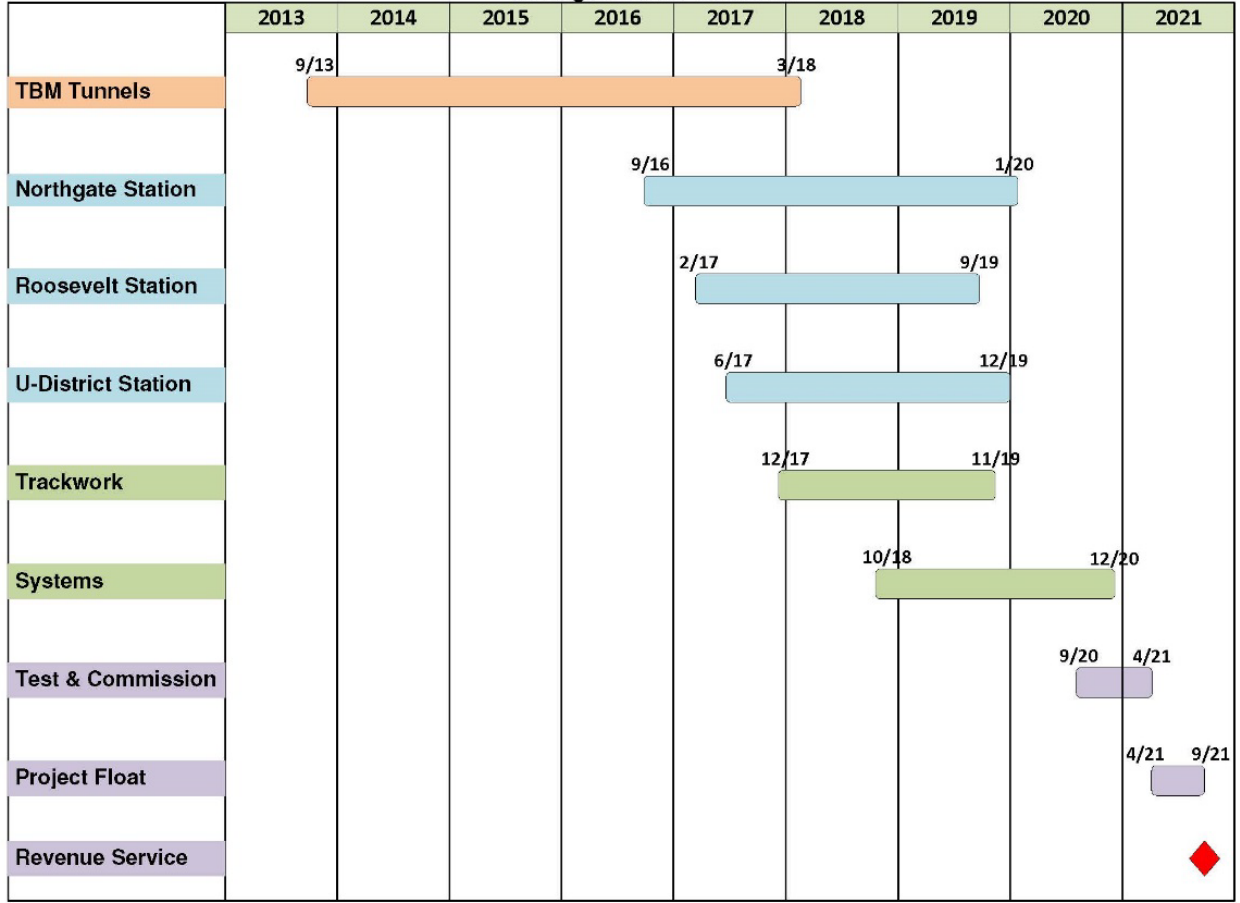 2013 2014 2015 2016 2017 2018 2019 2020 2021
9/13 3/18
TBM Tunnels
9/16 1/20
Northgate Station
2/17 9/19
Roosevelt Station
6/17 12/19
U-District Station
12/17 11/19
Trackwork
10/18 12/20
Systems
9/20 4/21
Test & Commission
4/21 9/21
Project Float
Revenue Service